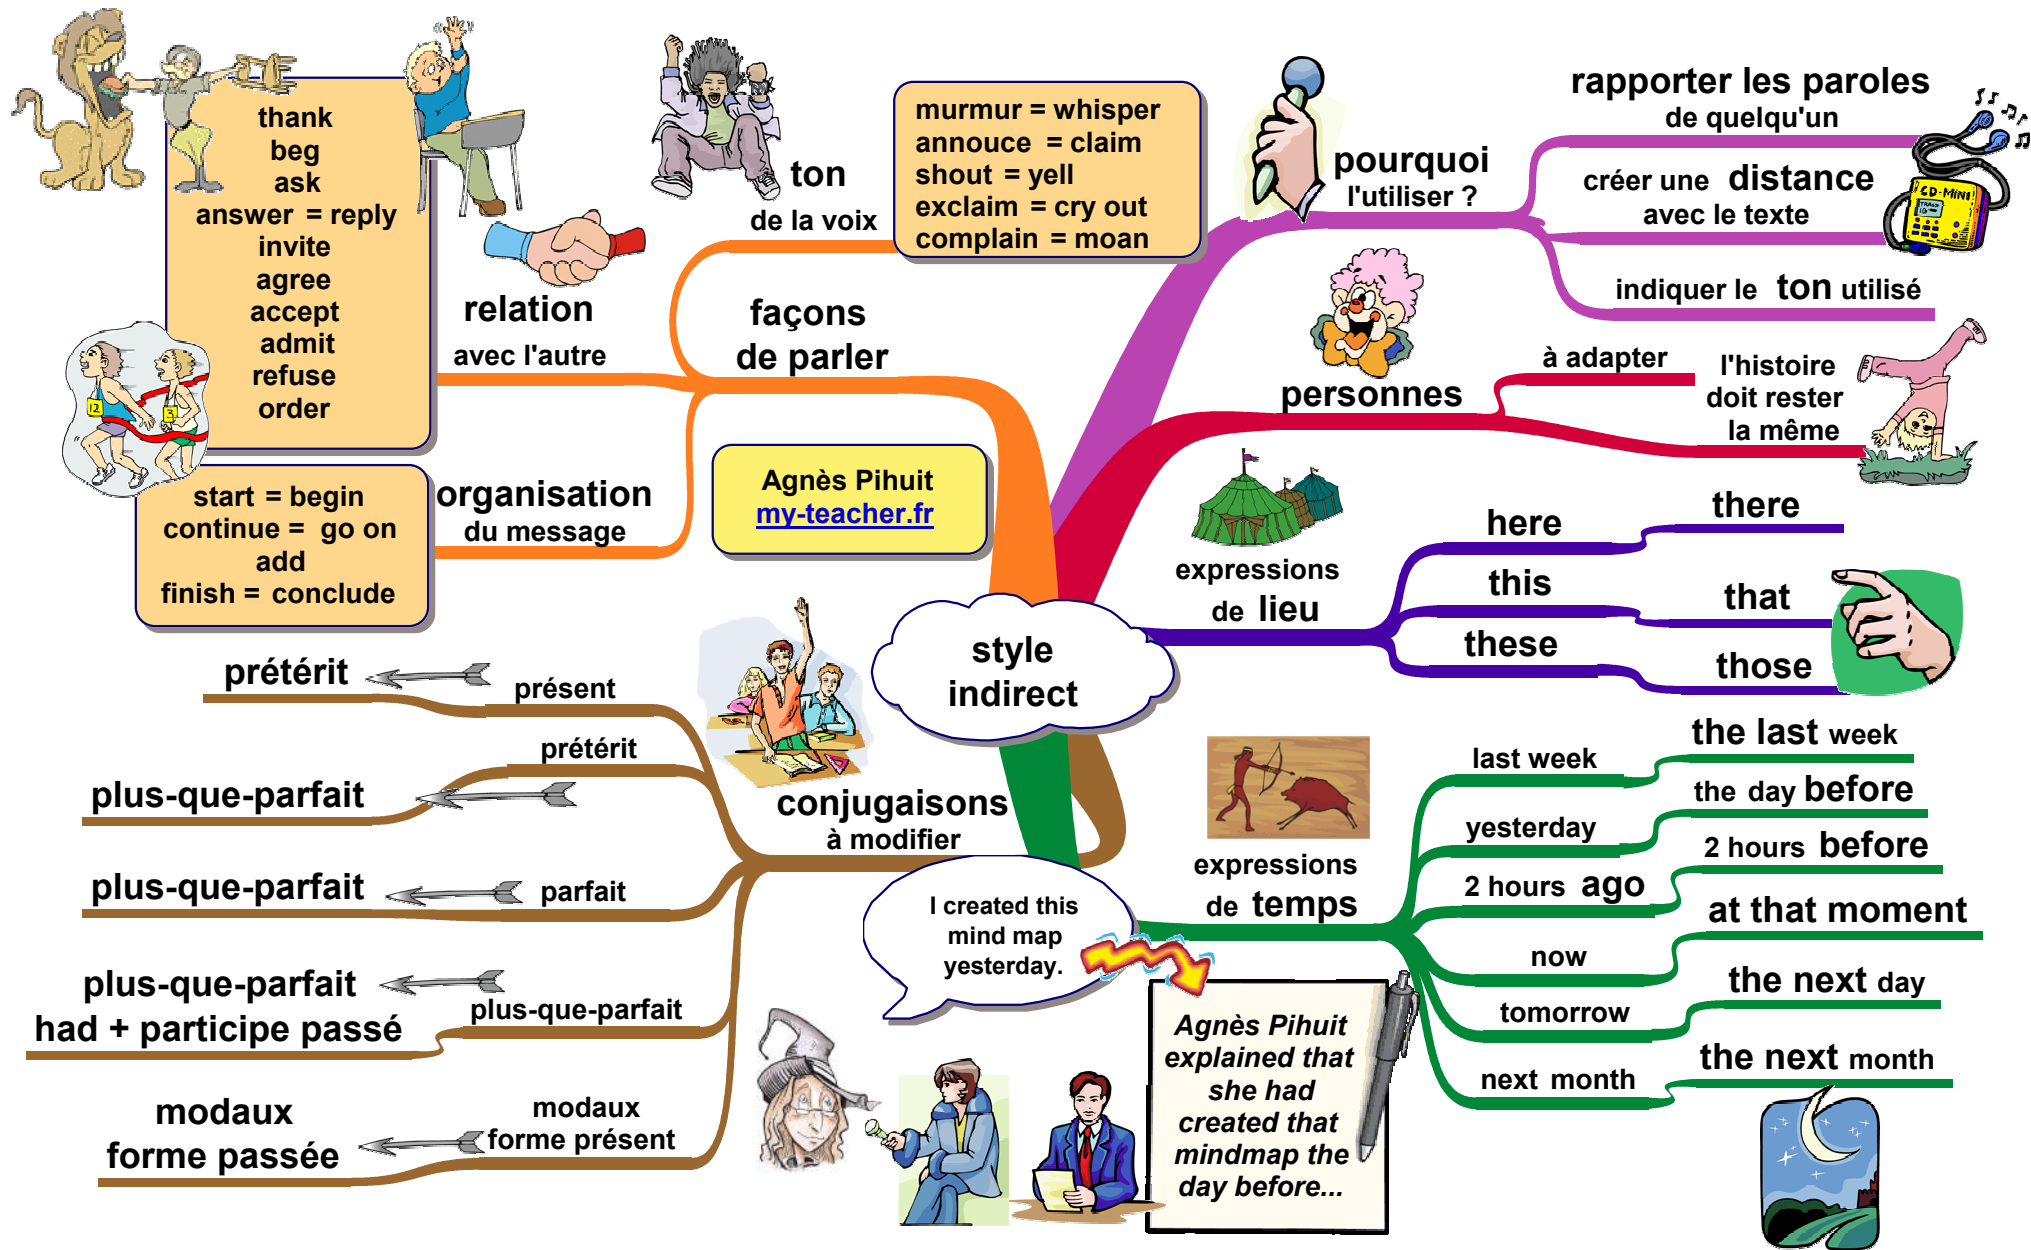 style
indirect
pourquoi
l'utiliser ?
rapporter les paroles
de quelqu'un
créer une distance
avec le texte
indiquer le ton utilisé
CD-MINI
personnes
à adapter
l'histoire
doit rester
la même
expressions
de lieu
here
there
this
that
these
those
expressions
de temps
last week
the last week
yesterday
the day before
2 hours ago
2 hours before
now
at that moment
tomorrow
the next day
next month
the next month
I created this
mind map
yesterday.
Agnès Pihuit
explained that
she had
created that
mindmap the
day before...
conjugaisons
à modifier
présent
prétérit
prétérit
plus-que-parfait
parfait
plus-que-parfait
plus-que-parfait
plus-que-parfait
had + participe passé
modaux
forme présent
modaux
forme passée
façons
de parler
ton
de la voix
murmur = whisper
annouce = claim
shout = yell
exclaim = cry out
complain = moan
relation
avec l'autre
thank
beg
ask
answer = reply
invite
agree
accept
admit
refuse
order
12
3
organisation
du message
start = begin
continue = go on
add
finish = conclude
Agnès Pihuit
my-teacher.fr